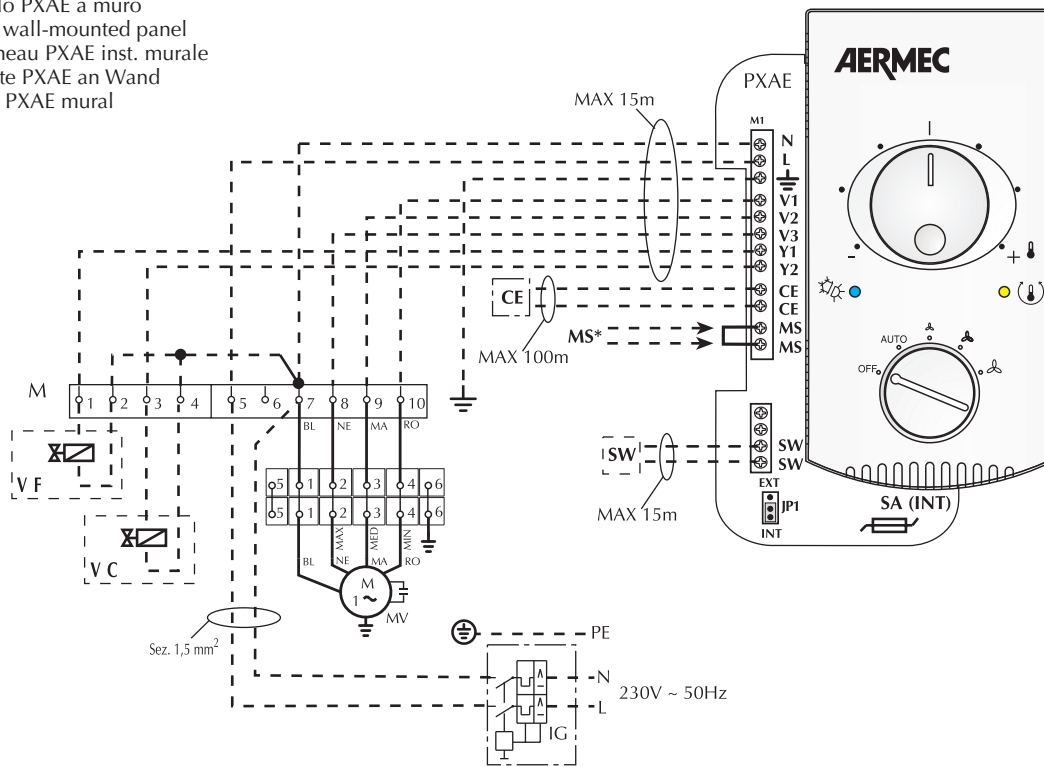 lo PXAE a muro
wall-mounted panel
neau PXAE inst. murale
te PXAE an Wand
PXAE mural
AERMEC
PXAE
MAX 15m
M1
N
L
V1
V2
V3
Y1
Y2
CE
CE
CE
MS
MS
MS*
MAX 100m
- +
AUTO
OFF
M
1 2 3 4 5 6 7 8 9 10
BL NE MA RO
V F
V C
5 1 2 3 4 6
5 1 2 3 4 6
MAX MED MIN
BL NE MA RO
M
1 ~
MV
SW
SW
SW
MAX 15m
EXT
JP1
INT
SA (INT)
Sez. 1,5 mm²
PE
N
L
230V ~ 50Hz
IG